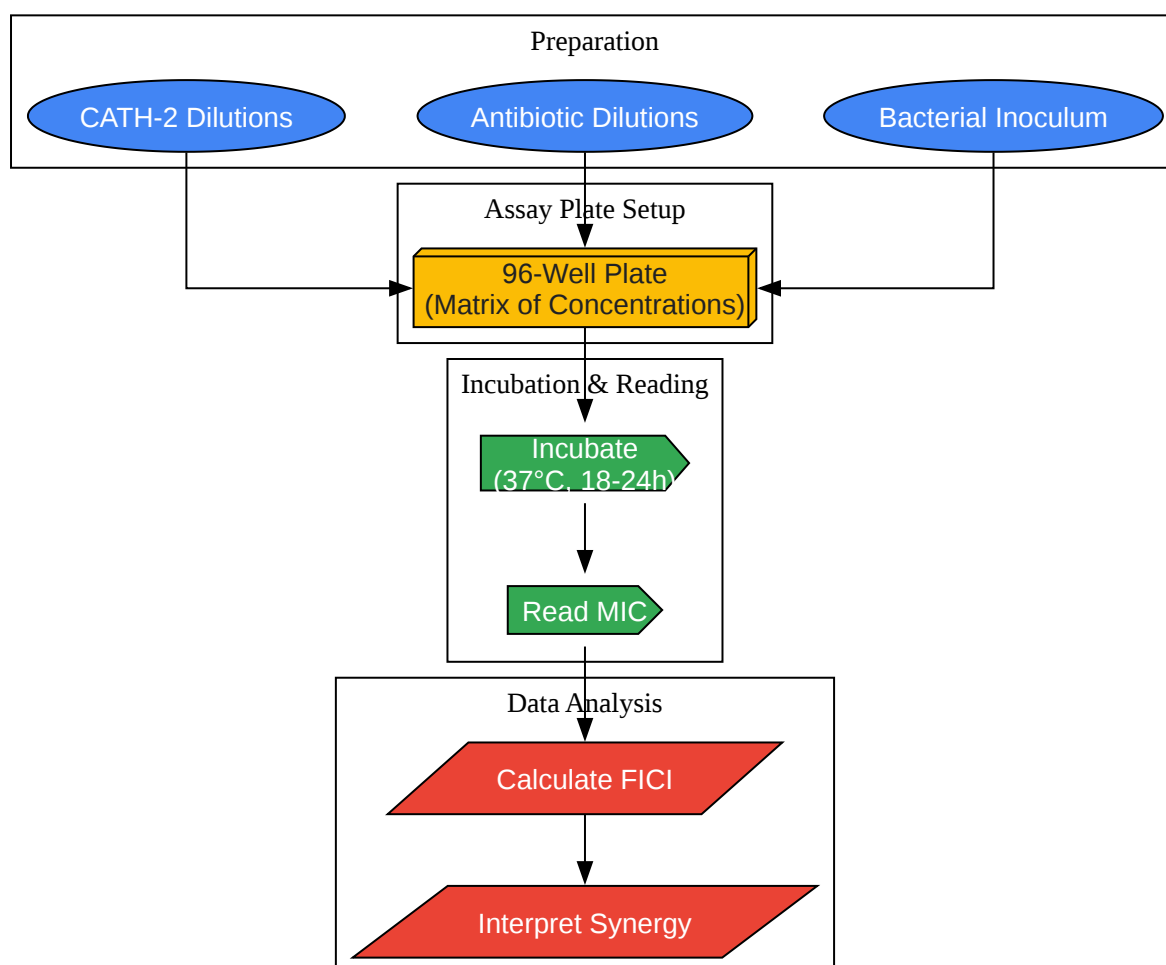 Preparation
CATH-2 Dilutions
Antibiotic Dilutions
Bacterial Inoculum
Assay Plate Setup
96-Well Plate
(Matrix of Concentrations)
Incubation & Reading
Incubate
(37°C, 18-24h)
Read MIC
Data Analysis
Calculate FICI
Interpret Synergy